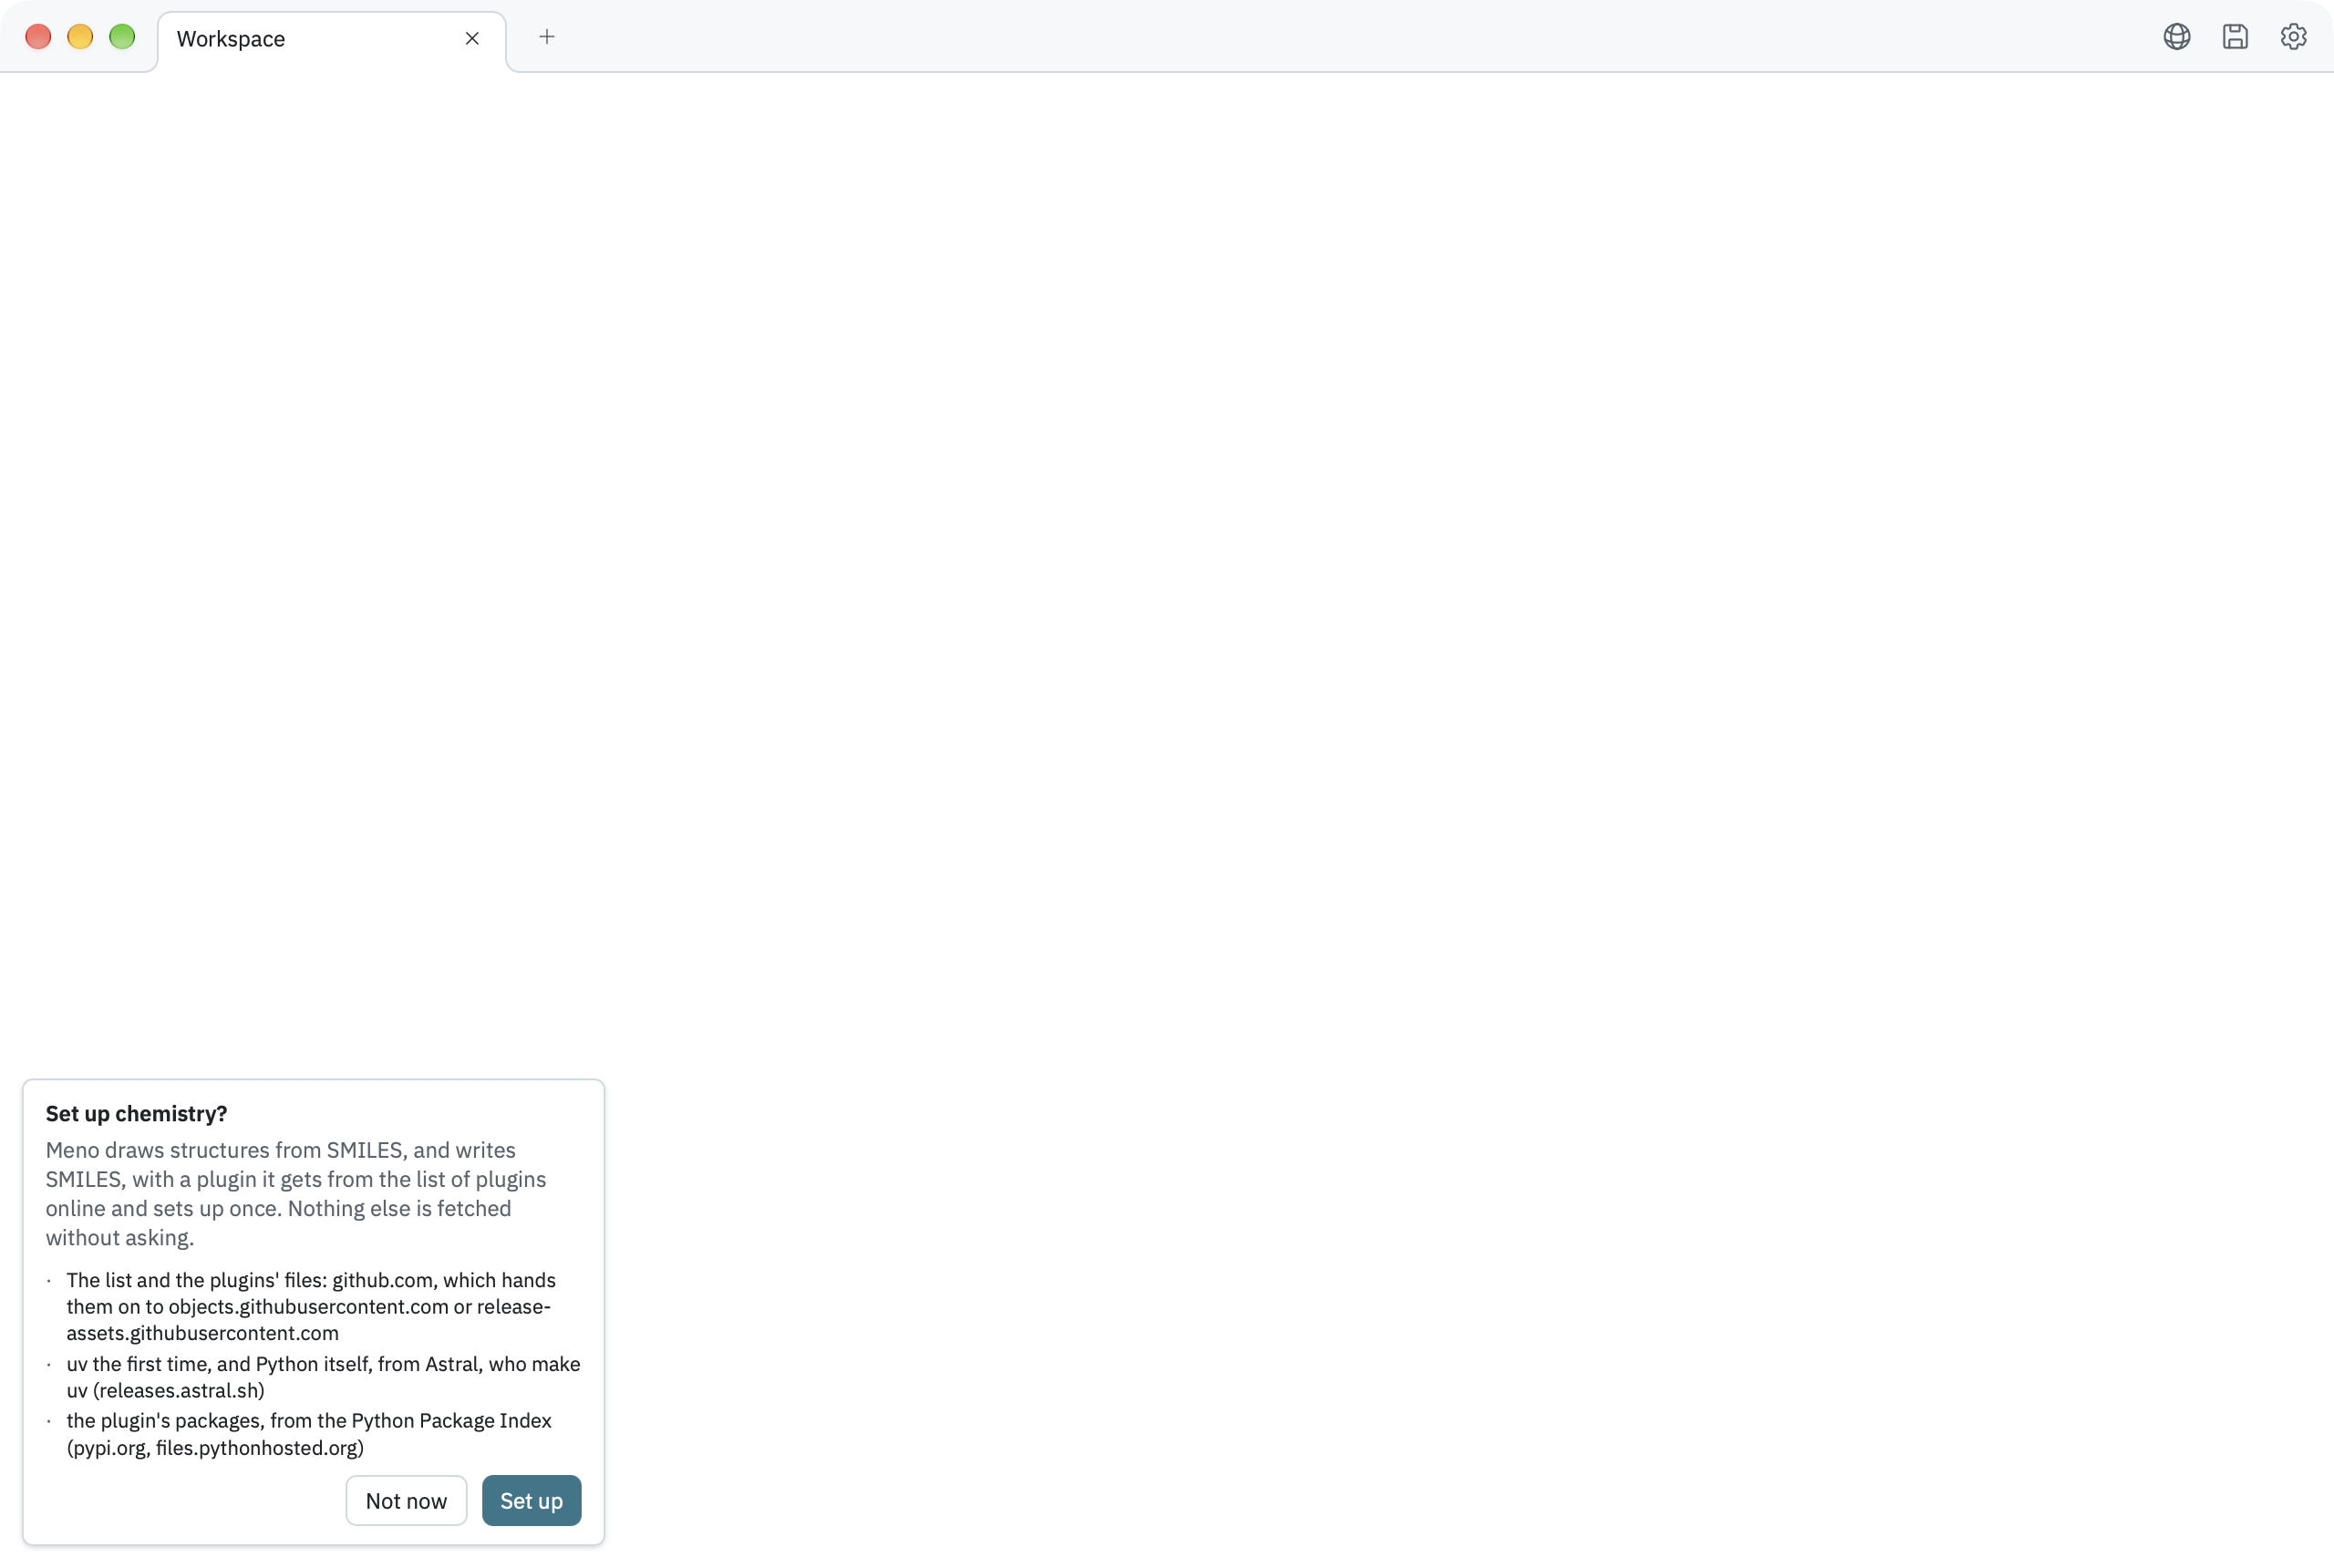 Workspace
Set up chemistry?
Meno draws structures from SMILES, and writes
SMILES, with a plugin it gets from the list of plugins
online and sets up once. Nothing else is fetched
without asking.
· The list and the plugins' files: github.com, which hands
them on to objects.githubusercontent.com or release-
assets.githubusercontent.com
· uv the first time, and Python itself, from Astral, who make
uv (releases.astral.sh)
· the plugin's packages, from the Python Package Index
(pypi.org, files.pythonhosted.org)
Not now
Set up